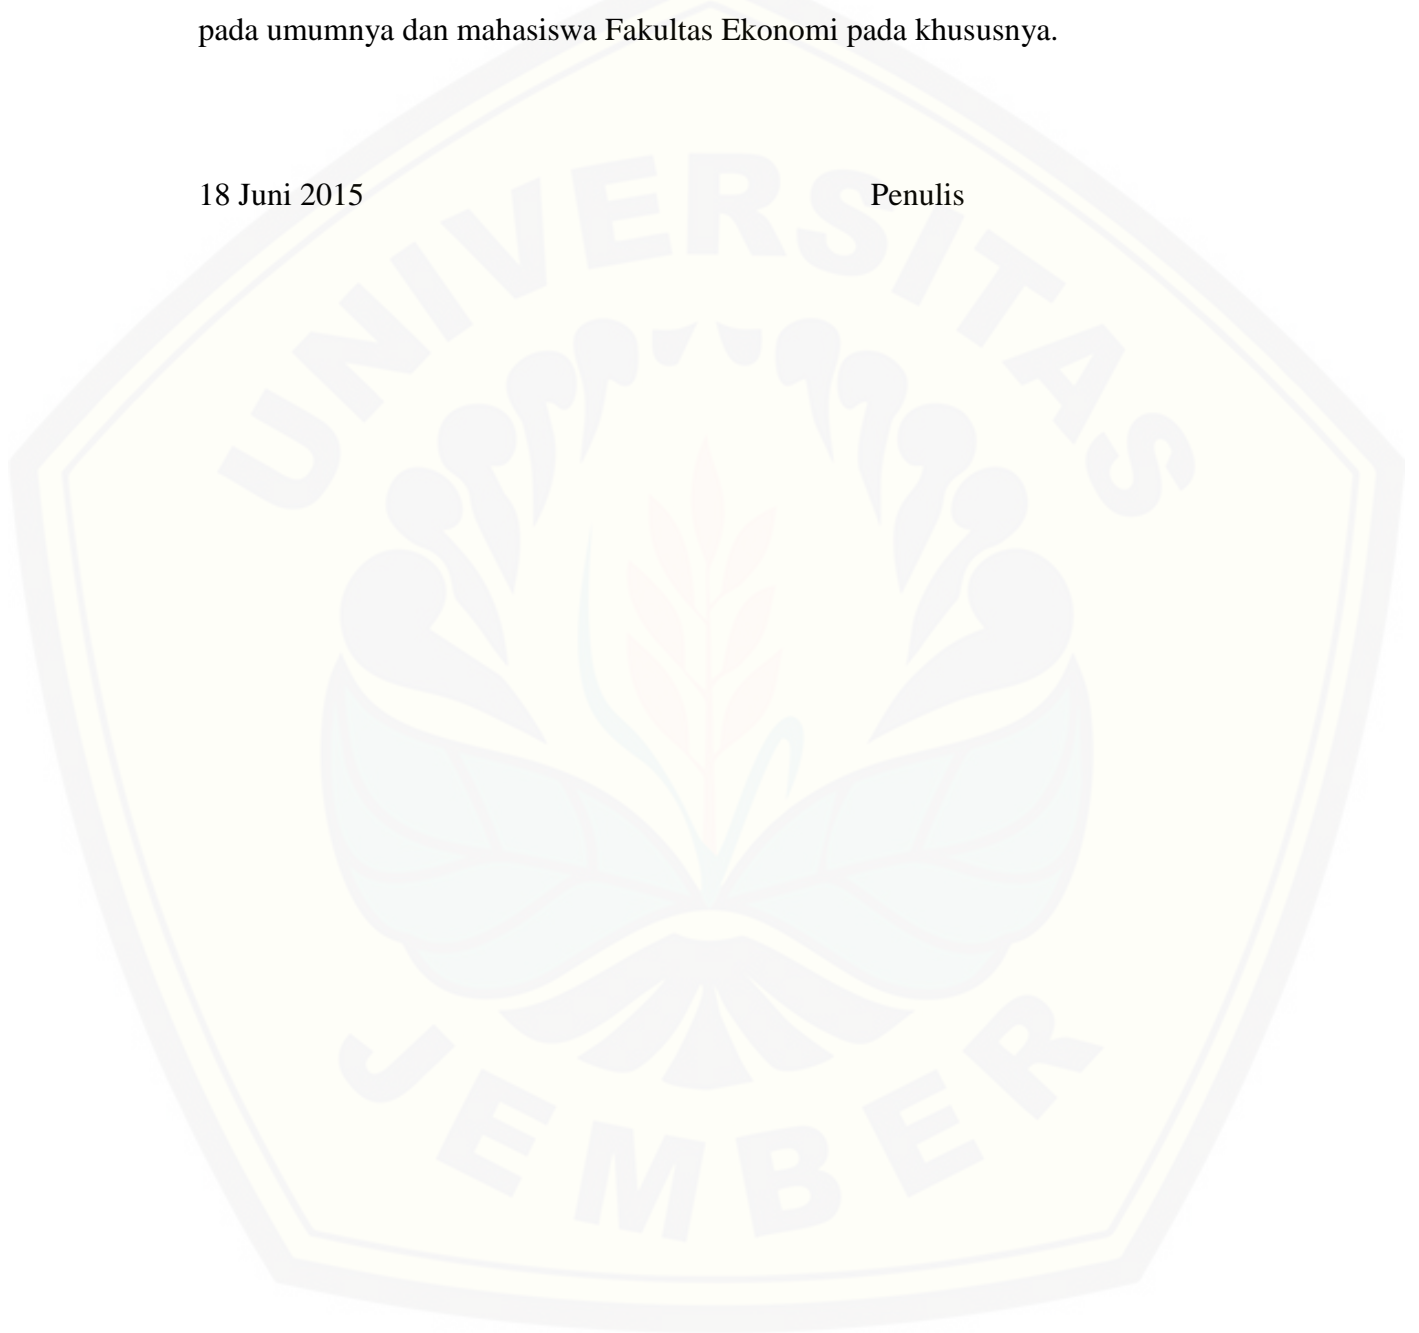 pada umumnya dan mahasiswa Fakultas Ekonomi pada khususnya.
18 Juni 2015 Penulis
UNIVERSITAS
JEMBER